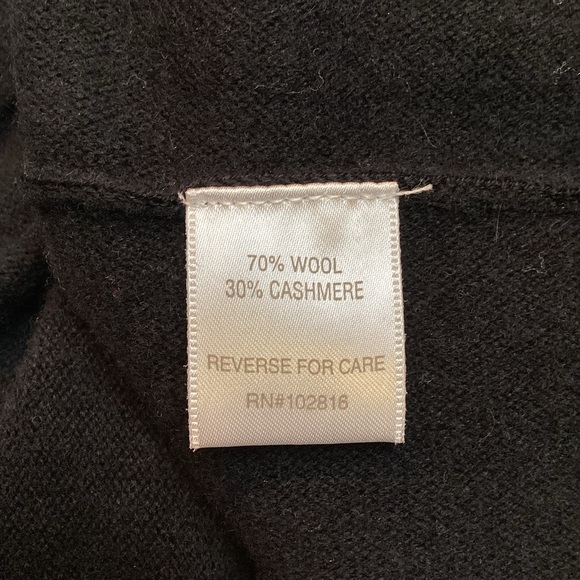 70% WOOL
30% CASHMERE
REVERSE FOR CARE
RN#102816